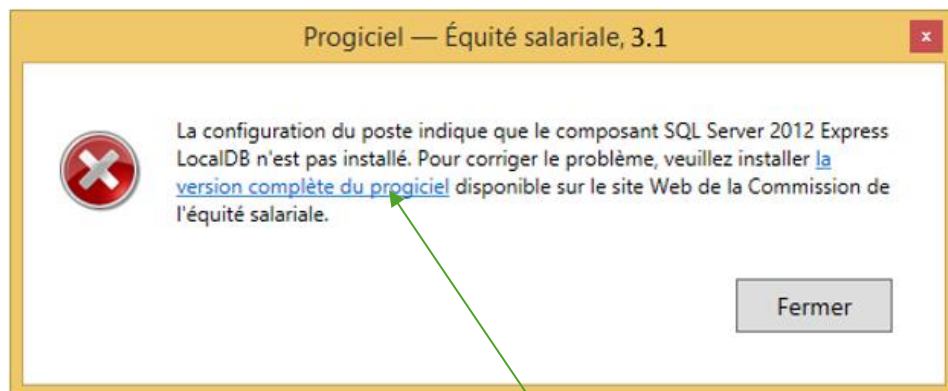 Progiciel — Équité salariale, 3.1
x
La configuration du poste indique que le composant SQL Server 2012 Express
LocalDB n'est pas installé. Pour corriger le problème, veuillez installer la
version complète du progiciel disponible sur le site Web de la Commission de
l'équité salariale.
Fermer